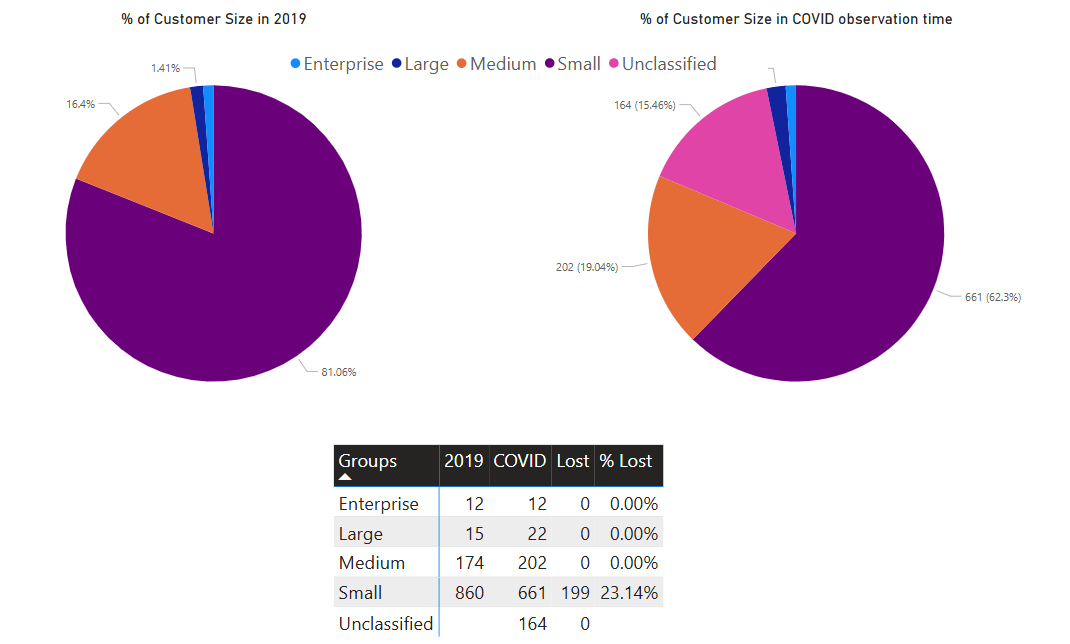 % of Customer Size in 2019
% of Customer Size in COVID observation time
Enterprise Large Medium Small Unclassified
1.41%
16.4%
81.06%
164 (15.46%)
202 (19.04%)
661 (62.3%)
Groups 2019 COVID Lost % Lost
Enterprise 12 12 0 0.00%
Large 15 22 0 0.00%
Medium 174 202 0 0.00%
Small 860 661 199 23.14%
Unclassified 164 0